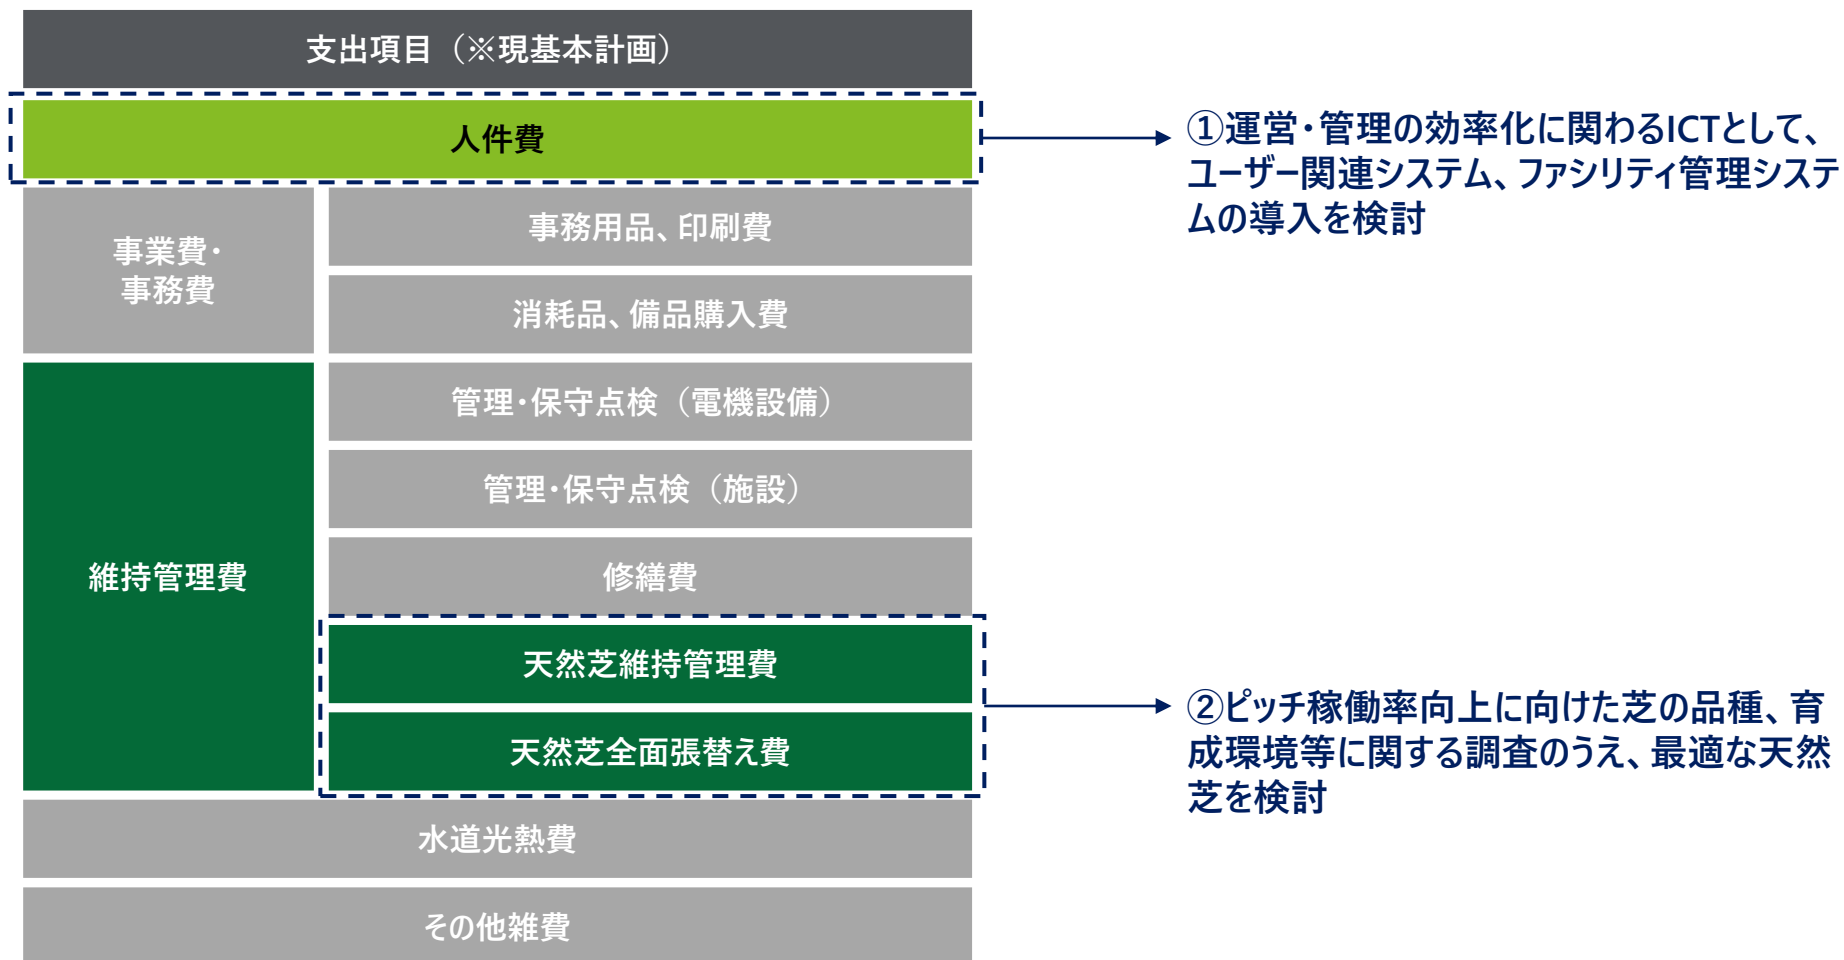 支出項目（※現基本計画）
人件費
①運営・管理の効率化に関わるICTとして、
ユーザー関連システム、ファシリティ管理システ
ムの導入を検討
事業費・
事務費
事務用品、印刷費
消耗品、備品購入費
維持管理費
管理・保守点検（電機設備）
管理・保守点検（施設）
修繕費
天然芝維持管理費
天然芝全面張替え費
②ピッチ稼働率向上に向けた芝の品種、育
成環境等に関する調査のうえ、最適な天然
芝を検討
水道光熱費
その他雑費